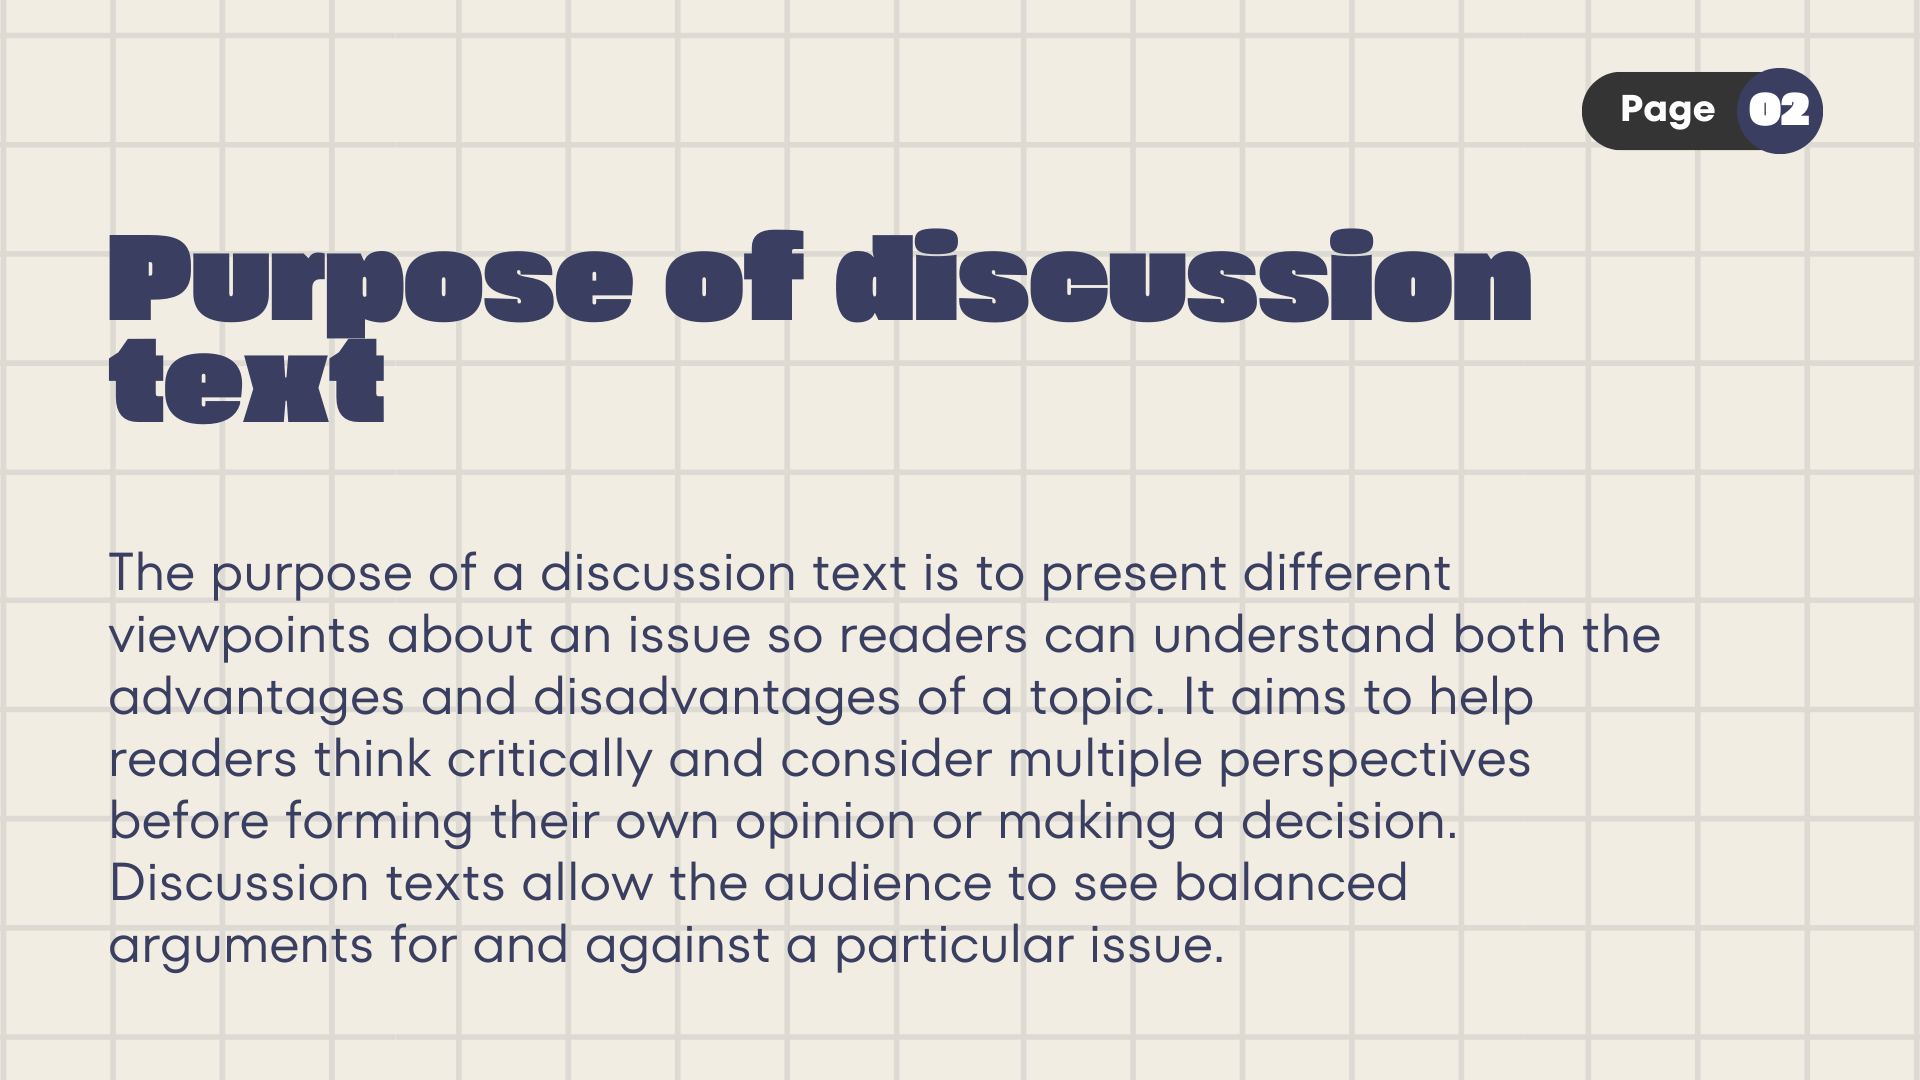 Page 02
Purpose of discussion
text
The purpose of a discussion text is to present different
viewpoints about an issue so readers can understand both the
advantages and disadvantages of a topic. It aims to help
readers think critically and consider multiple perspectives
before forming their own opinion or making a decision.
Discussion texts allow the audience to see balanced
arguments for and against a particular issue.